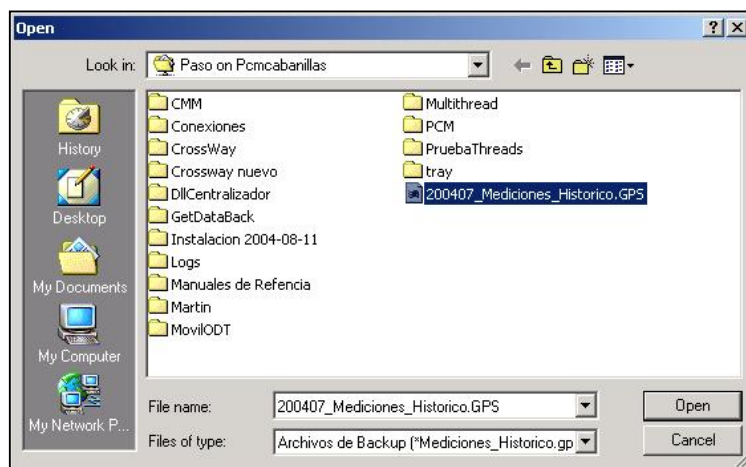 Open
Look in: Paso on Pcmcabanillas
History
Desktop
My Documents
My Computer
My Network P...
CMM
Conexiones
CrossWay
Crossway nuevo
DllCentralizador
GetDataBack
Instalacion 2004-08-11
Logs
Manuales de Refencia
Martin
MovilODT
Multithread
PCM
PruebaThreads
tray
200407_Mediciones_Historico.GPS
File name: 200407_Mediciones_Historico.GPS Open
Files of type: Archivos de Backup (*Mediciones_Historico.gp Cancel